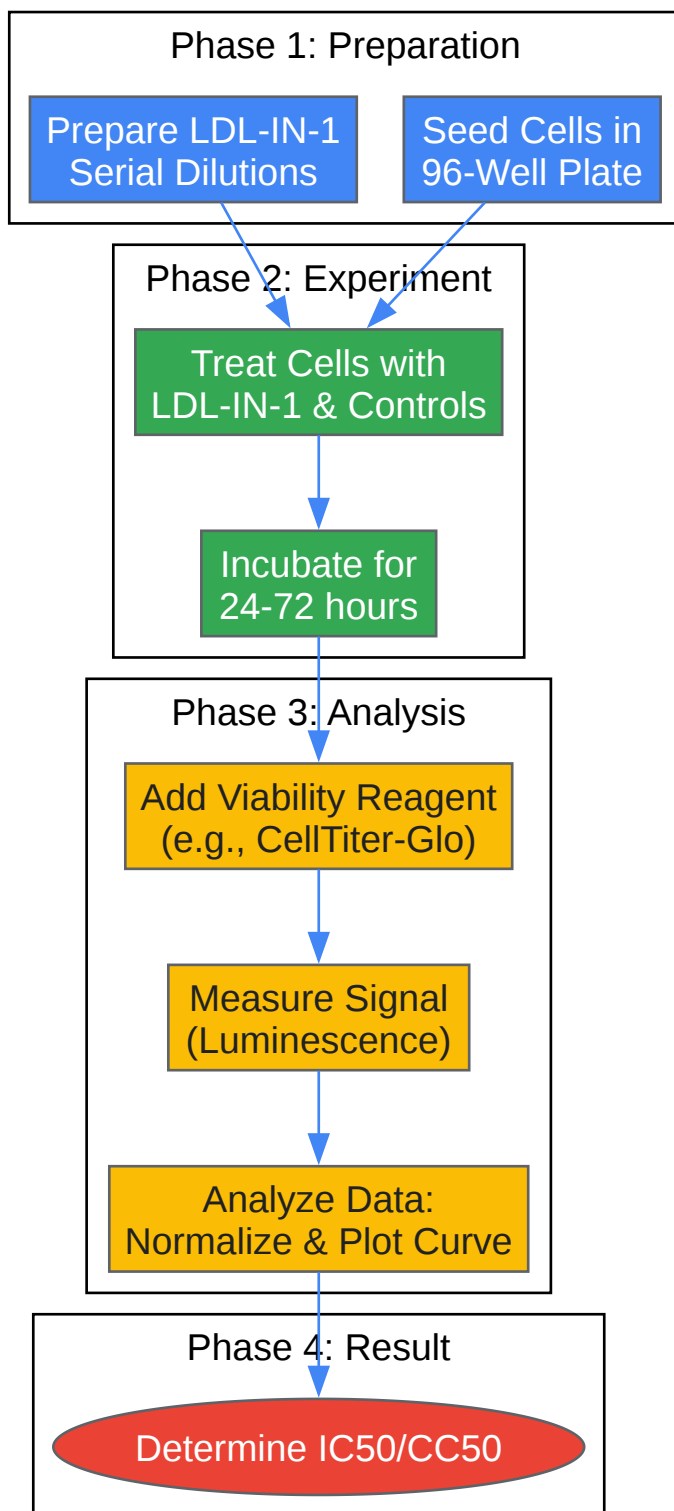 Phase 1: Preparation
Prepare LDL-IN-1
Serial Dilutions
Seed Cells in
96-Well Plate
Phase 2: Experiment
Treat Cells with
LDL-IN-1 & Controls
Incubate for
24-72 hours
Phase 3: Analysis
Add Viability Reagent
(e.g., CellTiter-Glo)
Measure Signal
(Luminescence)
Analyze Data:
Normalize & Plot Curve
Phase 4: Result
Determine IC50/CC50